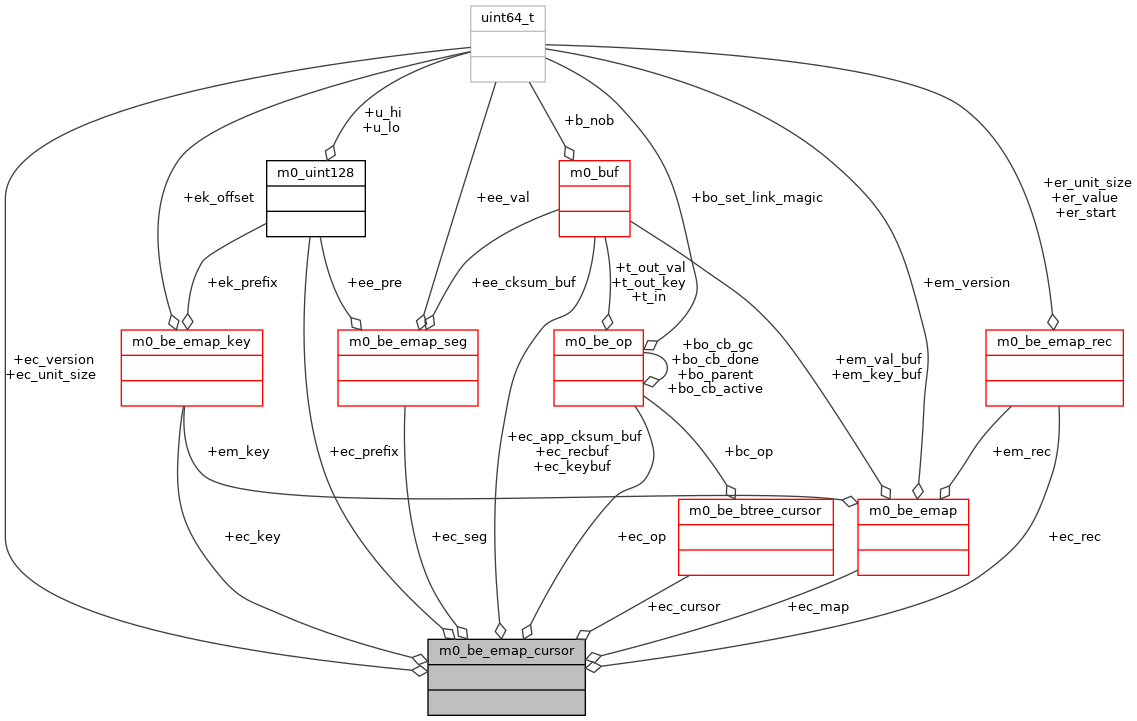 uint64_t
+u_hi
+u_lo
+b_nob
m0_uint128
m0_buf
+er_unit_size
+er_value
+er_start
+ek_offset
+ee_val
+bo_set_link_magic
+t_out_val
+t_out_key
+t_in
+ek_prefix
+ee_pre
+ee_cksum_buf
+em_version
m0_be_emap_key
m0_be_emap_seg
m0_be_op
m0_be_emap_rec
+bo_cb_gc
+bo_cb_done
+bo_parent
+bo_cb_active
+ec_version
+ec_unit_size
+em_val_buf
+em_key_buf
+ec_app_cksum_buf
+ec_recbuf
+ec_keybuf
+em_key
+ec_prefix
+bc_op
+em_rec
m0_be_btree_cursor
m0_be_emap
+ec_key
+ec_seg
+ec_op
+ec_rec
+ec_cursor
+ec_map
m0_be_emap_cursor